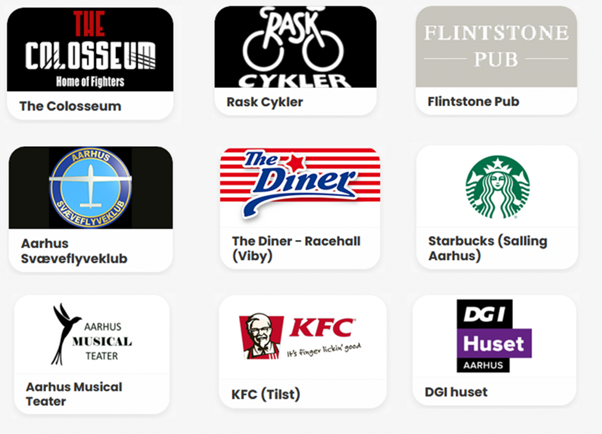 THE
COLOSSEUM
Home of Fighters
The Colosseum
RASK
CYKLER
Rask Cykler
FLINTSTONE
PUB
Flintstone Pub
AARHUS
SVÆVEFLYVEKLUB
Aarhus
Svæveflyveklub
The
Diner
The Diner - Racehall
(Viby)
Starbucks (Salling
Aarhus)
AARHUS
MUSICAL
TEATER
Aarhus Musical
Teater
KFC
It's finger lickin' good
KFC (Tilst)
DGI
Huset
AARHUS
DGI huset